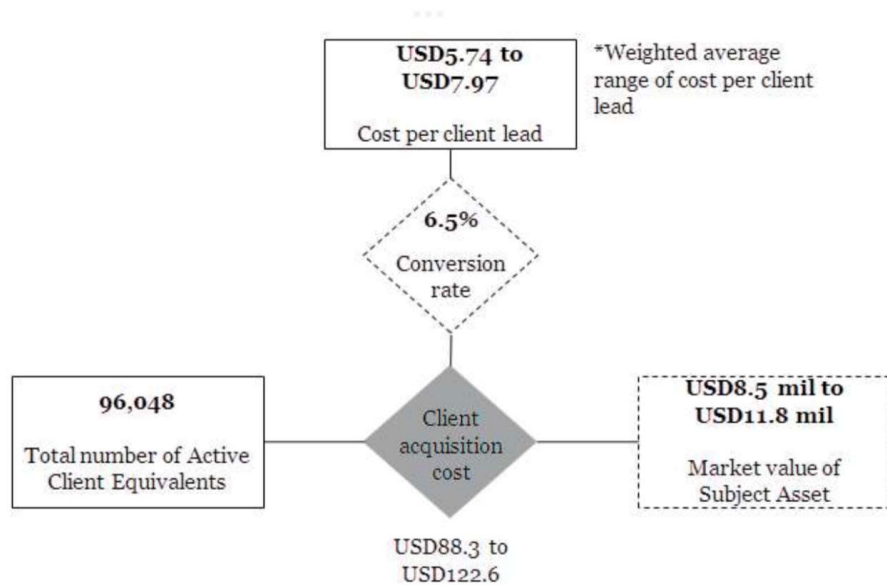 USD5.74 to
USD7.97
Cost per client lead
*Weighted average
range of cost per client
lead
6.5%
Conversion
rate
96,048
Total number of Active
Client Equivalents
Client
acquisition
cost
USD8.5 mil to
USD11.8 mil
Market value of
Subject Asset
USD88.3 to
USD122.6